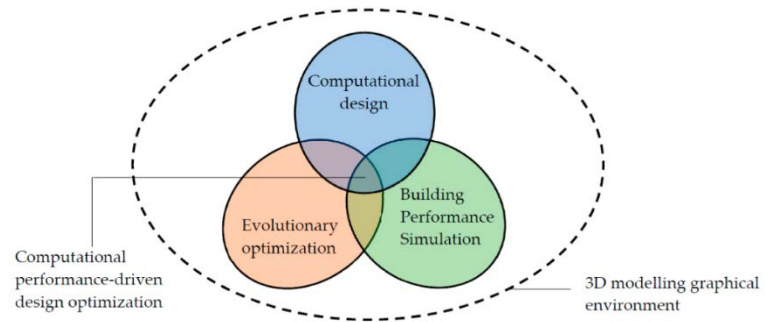 Computational
design
Evolutionary
optimization
Building
Performance
Simulation
Computational
performance-driven
design optimization
3D modelling graphical
environment